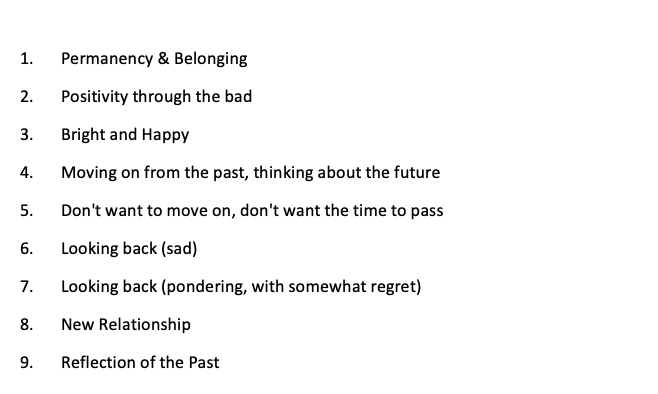 1. Permanency & Belonging
2. Positivity through the bad
3. Bright and Happy
4. Moving on from the past, thinking about the future
5. Don't want to move on, don't want the time to pass
6. Looking back (sad)
7. Looking back (pondering, with somewhat regret)
8. New Relationship
9. Reflection of the Past